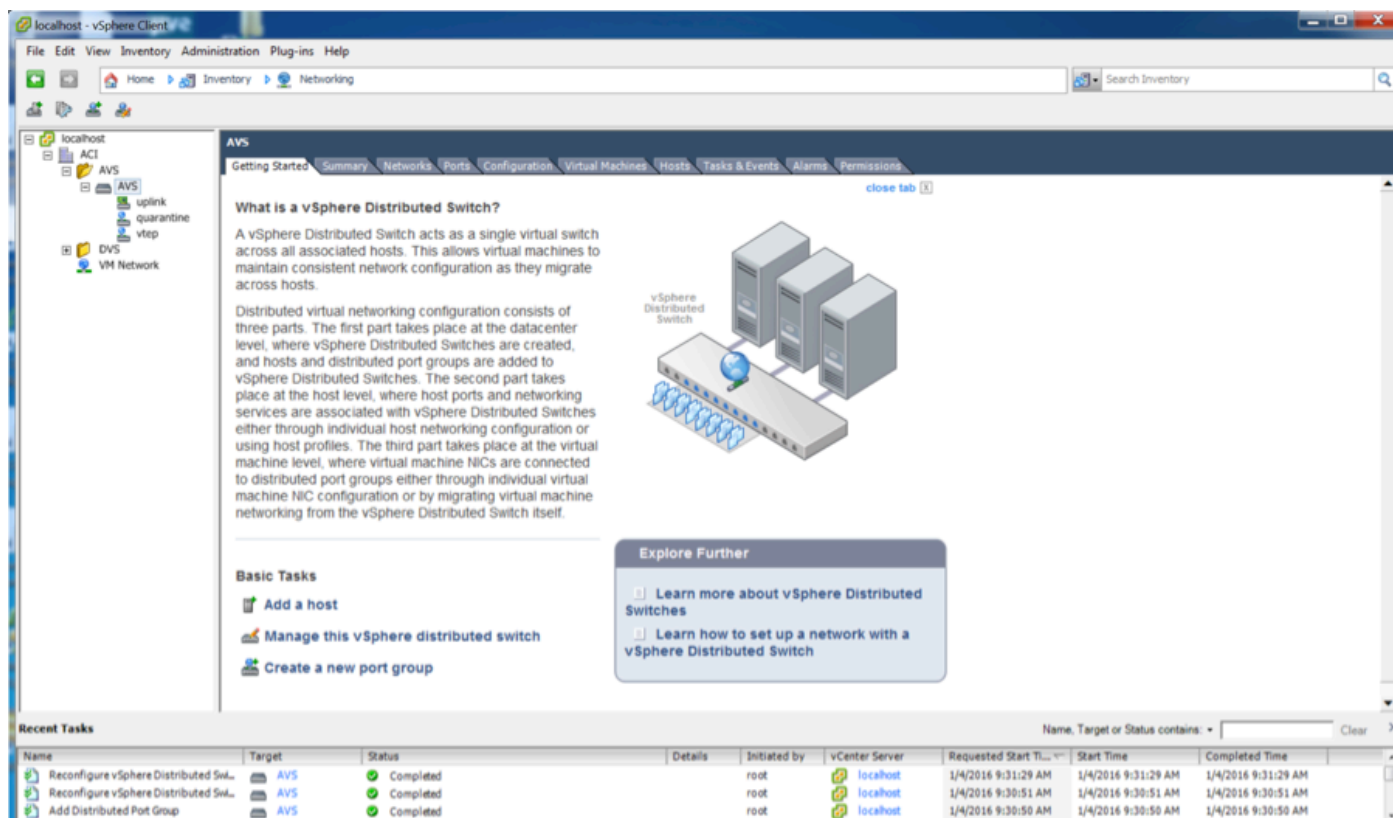 localhost - vSphere Client
File Edit View Inventory Administration Plug-ins Help
Home Inventory Networking
Search Inventory
localhost
ACI
AVS
AVS
uplink
quarantine
vtep
DVS
VM Network
AVS
Getting Started Summary Networks Ports Configuration Virtual Machines Hosts Tasks & Events Alarms Permissions
close tab
What is a vSphere Distributed Switch?
A vSphere Distributed Switch acts as a single virtual switch
across all associated hosts. This allows virtual machines to
maintain consistent network configuration as they migrate
across hosts.
Distributed virtual networking configuration consists of
three parts. The first part takes place at the datacenter
level, where vSphere Distributed Switches are created,
and hosts and distributed port groups are added to
vSphere Distributed Switches. The second part takes
place at the host level, where host ports and networking
services are associated with vSphere Distributed Switches
either through individual host networking configuration or
using host profiles. The third part takes place at the virtual
machine level, where virtual machine NICs are connected
to distributed port groups either through individual virtual
machine NIC configuration or by migrating virtual machine
networking from the vSphere Distributed Switch itself.
vSphere
Distributed
Switch
Basic Tasks
Add a host
Manage this vSphere distributed switch
Create a new port group
Explore Further
Learn more about vSphere Distributed
Switches
Learn how to set up a network with a
vSphere Distributed Switch
Recent Tasks
Name, Target or Status contains: Clear
Name Target Status Details Initiated by vCenter Server Requested Start Ti... Start Time Completed Time
Reconfigure vSphere Distributed Swi... AVS Completed root localhost 1/4/2016 9:31:29 AM 1/4/2016 9:31:29 AM 1/4/2016 9:31:29 AM
Reconfigure vSphere Distributed Swi... AVS Completed root localhost 1/4/2016 9:30:51 AM 1/4/2016 9:30:51 AM 1/4/2016 9:30:51 AM
Add Distributed Port Group AVS Completed root localhost 1/4/2016 9:30:50 AM 1/4/2016 9:30:50 AM 1/4/2016 9:30:50 AM